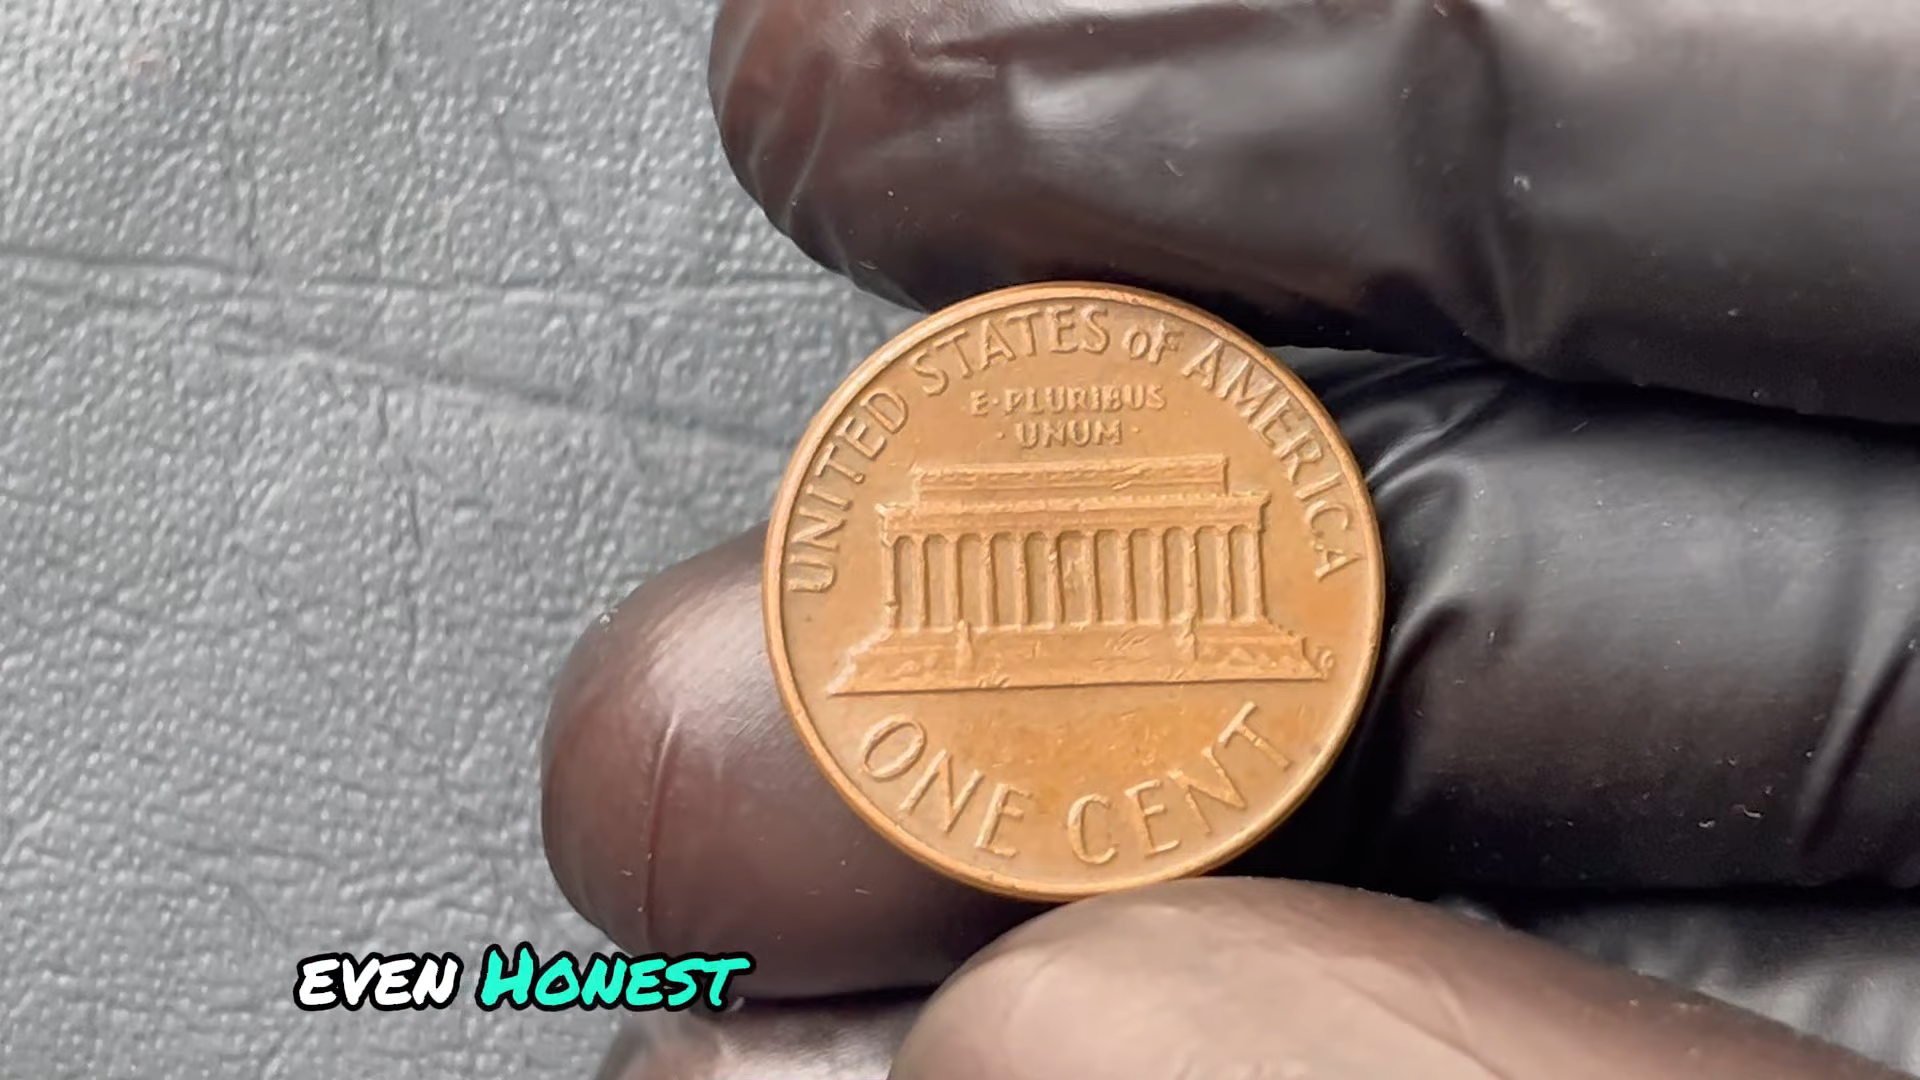 UNITED STATES OF AMERICA
E·PLURIBUS
·UNUM·
ONE CENT
EVEN HONEST